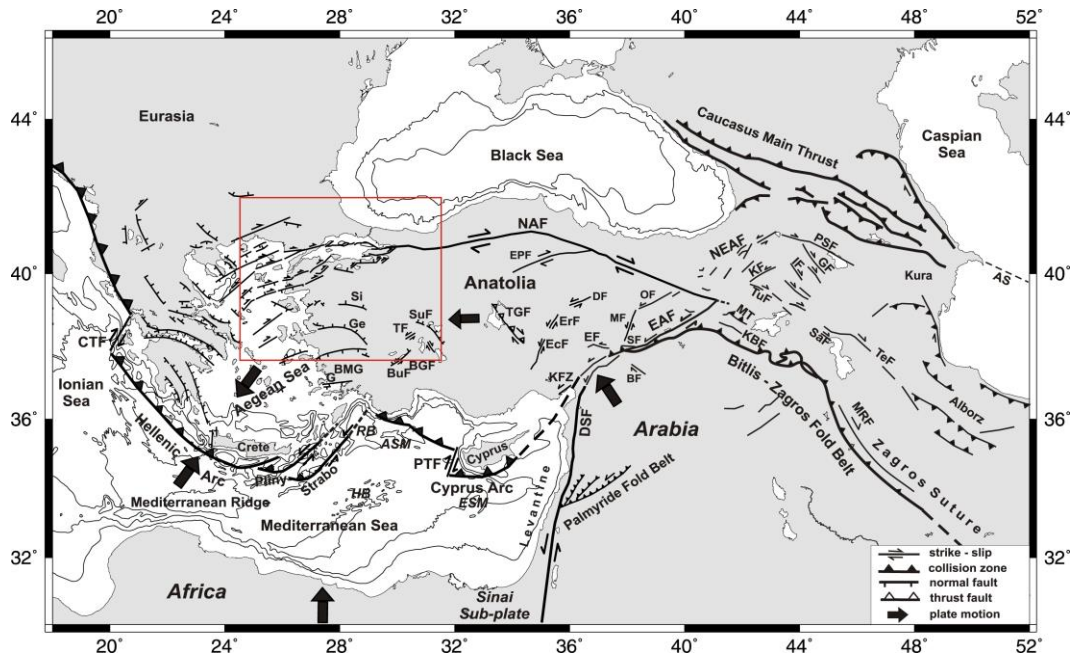 20° 24° 28° 32° 36° 40° 44° 48° 52°
44°
40°
36°
32°
44°
40°
36°
32°
Eurasia
Black Sea
Caucasus Main Thrust
Caspian
Sea
NAF
EPF
Anatolia
NEAF
PSF
GF
IF
KF
TuF
Kura
AS
Si
Ge
SuF
TF
BuF
BGF
BMG
G
TGF
DF
OF
ErF
MF
EAF
SF
EcF
EF
KFZ
BF
MT
KBF
SaF
TeF
Alborz
MRF
CTF
Ionian
Sea
Aegean Sea
Hellenic Arc
Crete
Pliny
Strabo
RB
ASM
PTF
Cyprus
Cyprus Arc
ESM
HB
DSF
Arabia
Bitlis - Zagros Fold Belt
Zagros Suture
Palmyride Fold Belt
Levantine
Mediterranean Ridge
Mediterranean Sea
Africa
Sinai
Sub-plate
strike - slip
collision zone
normal fault
thrust fault
plate motion
20° 24° 28° 32° 36° 40° 44° 48° 52°